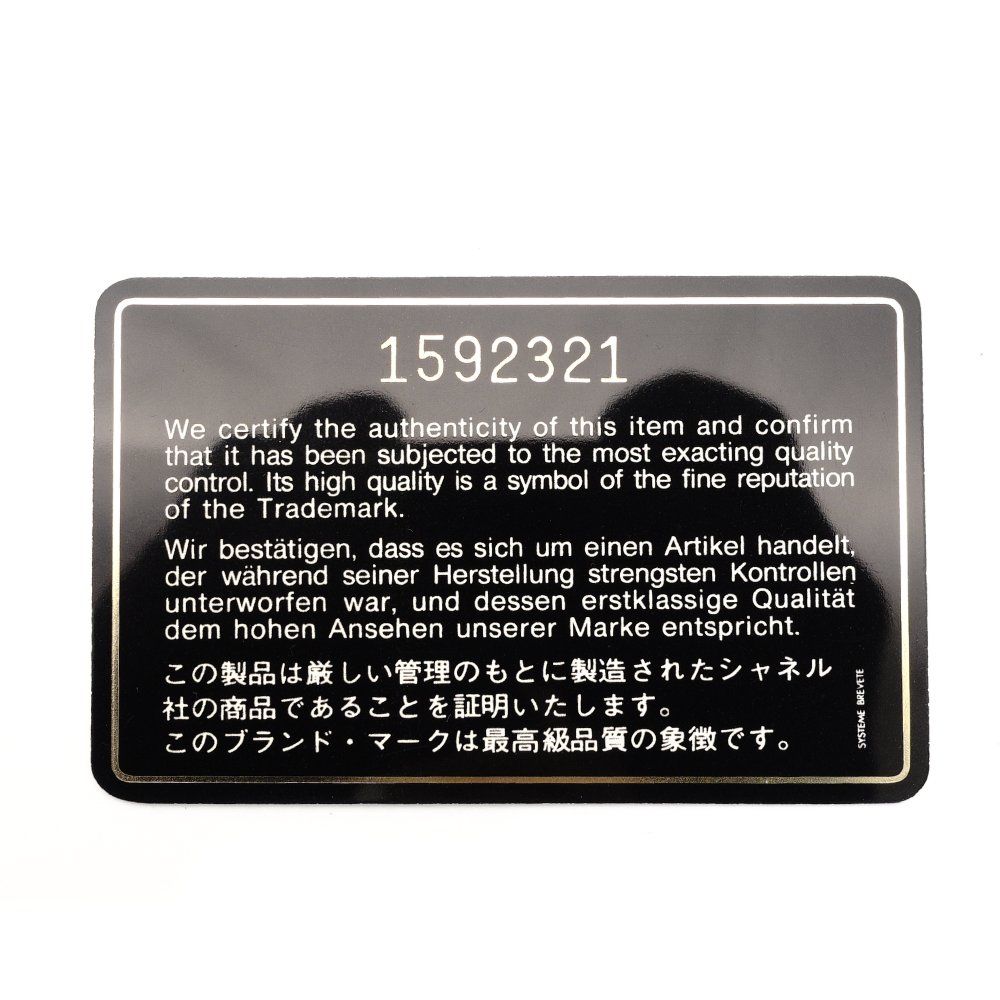 1592321
We certify the authenticity of this item and confirm
that it has been subjected to the most exacting quality
control. Its high quality is a symbol of the fine reputation
of the Trademark.
Wir bestätigen, dass es sich um einen Artikel handelt,
der während seiner Herstellung strengsten Kontrollen
unterworfen war, und dessen erstklassige Qualität
dem hohen Ansehen unserer Marke entspricht.
この製品は厳しい管理のもとに製造されたシャネル
社の商品であることを証明いたします。
このブランド・マークは最高級品質の象徴です。
SYSTEME BREVETE